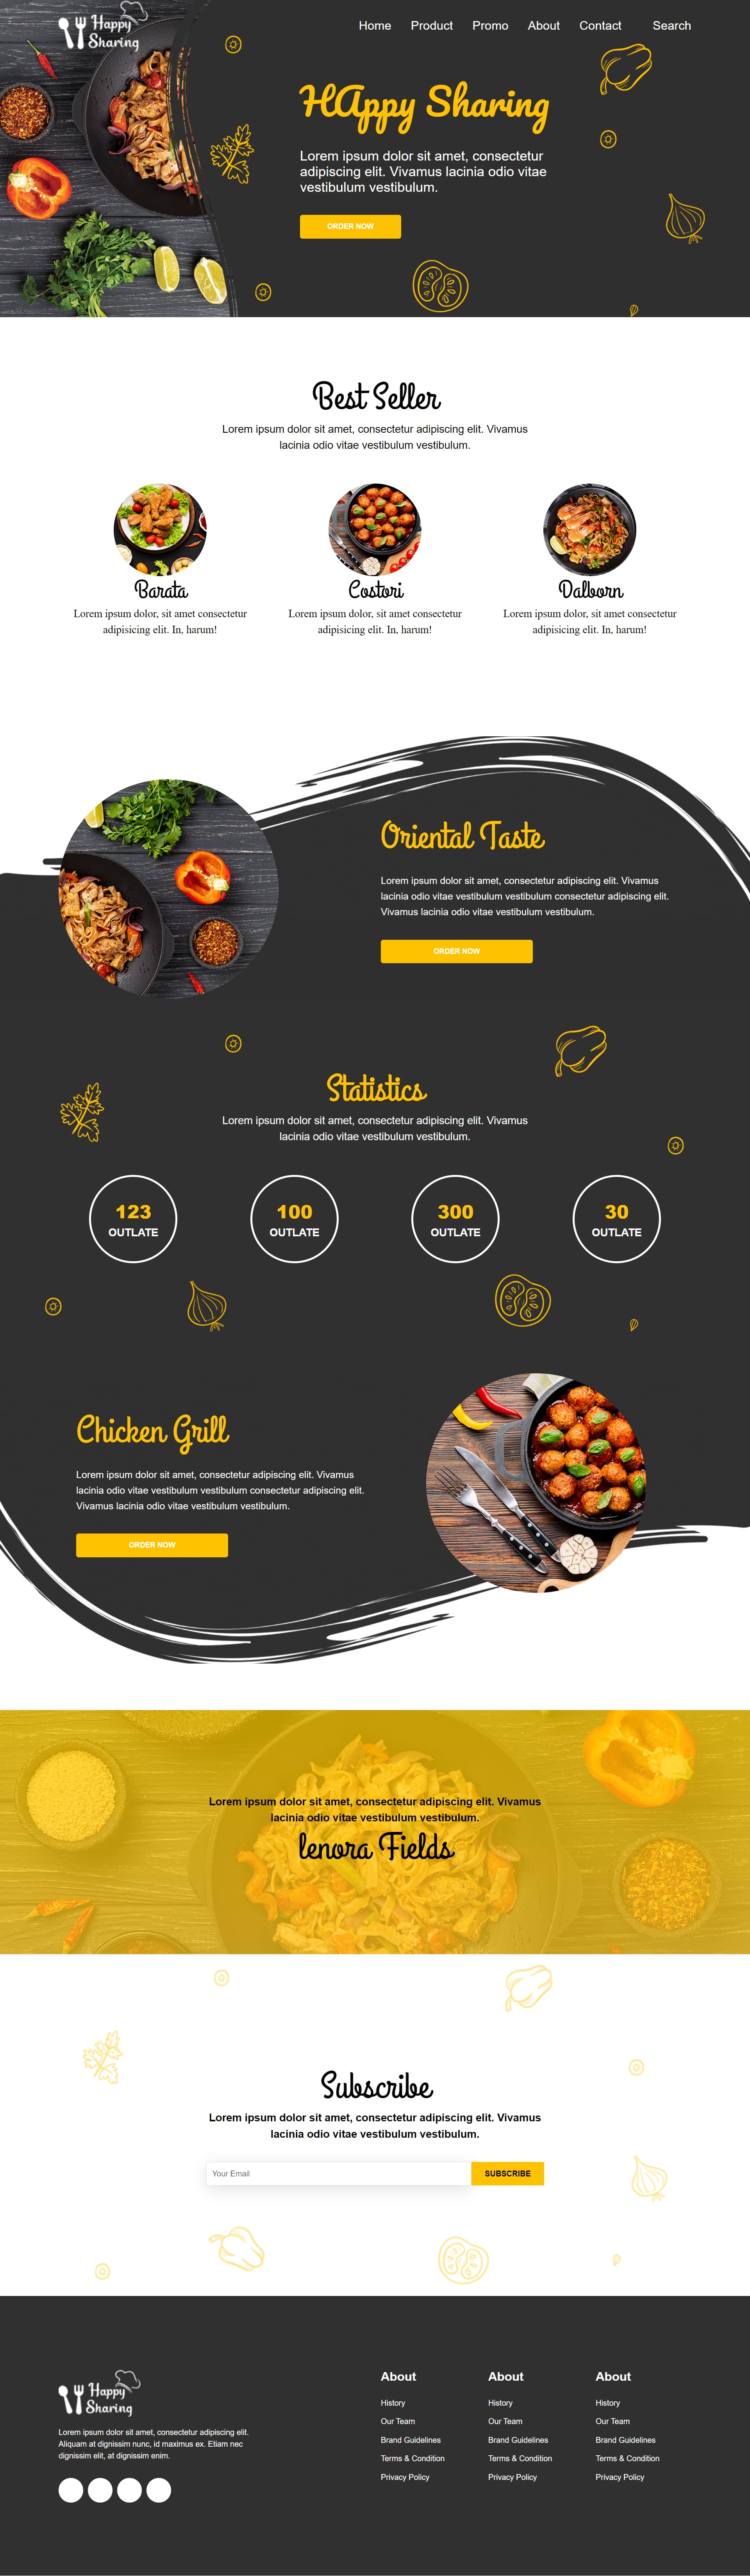 Happy
Sharing
Home Product Promo About Contact Search
HAppy Sharing
Lorem ipsum dolor sit amet, consectetur
adipiscing elit. Vivamus lacinia odio vitae
vestibulum vestibulum.
ORDER NOW
Best Seller
Lorem ipsum dolor sit amet, consectetur adipiscing elit. Vivamus
lacinia odio vitae vestibulum vestibulum.
Barata
Lorem ipsum dolor, sit amet consectetur
adipisicing elit. In, harum!
Costori
Lorem ipsum dolor, sit amet consectetur
adipisicing elit. In, harum!
Dalborn
Lorem ipsum dolor, sit amet consectetur
adipisicing elit. In, harum!
Oriental Taste
Lorem ipsum dolor sit amet, consectetur adipiscing elit. Vivamus
lacinia odio vitae vestibulum vestibulum consectetur adipiscing elit.
Vivamus lacinia odio vitae vestibulum vestibulum.
ORDER NOW
Statistics
Lorem ipsum dolor sit amet, consectetur adipiscing elit. Vivamus
lacinia odio vitae vestibulum vestibulum.
123
OUTLATE
100
OUTLATE
300
OUTLATE
30
OUTLATE
Chicken Grill
Lorem ipsum dolor sit amet, consectetur adipiscing elit. Vivamus
lacinia odio vitae vestibulum vestibulum consectetur adipiscing elit.
Vivamus lacinia odio vitae vestibulum vestibulum.
ORDER NOW
Lorem ipsum dolor sit amet, consectetur adipiscing elit. Vivamus
lacinia odio vitae vestibulum vestibulum.
lenora Fields
Subscribe
Lorem ipsum dolor sit amet, consectetur adipiscing elit. Vivamus
lacinia odio vitae vestibulum vestibulum.
Your Email SUBSCRIBE
Happy
Sharing
Lorem ipsum dolor sit amet, consectetur adipiscing elit.
Aliquam at dignissim nunc, id maximus ex. Etiam nec
dignissim elit, at dignissim enim.
About
History
Our Team
Brand Guidelines
Terms & Condition
Privacy Policy
About
History
Our Team
Brand Guidelines
Terms & Condition
Privacy Policy
About
History
Our Team
Brand Guidelines
Terms & Condition
Privacy Policy